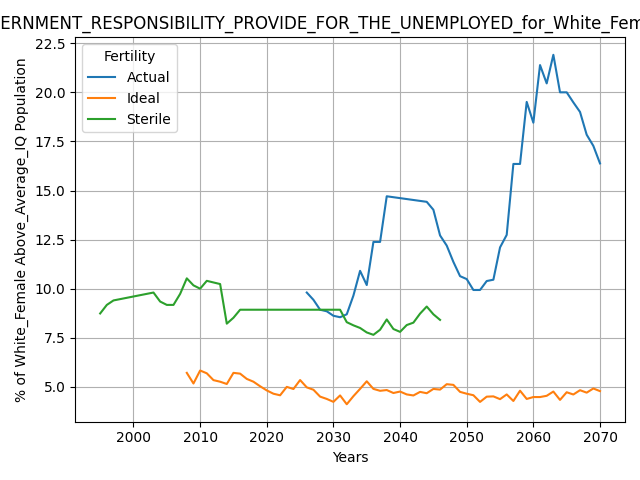 ERNMENT_RESPONSIBILITY_PROVIDE_FOR_THE_UNEMPLOYED_for_White_Fem
Fertility
Actual
Ideal
Sterile
% of White_Female Above_Average_IQ Population
22.5
20.0
17.5
15.0
12.5
10.0
7.5
5.0
2000
2010
2020
2030
2040
2050
2060
2070
Years